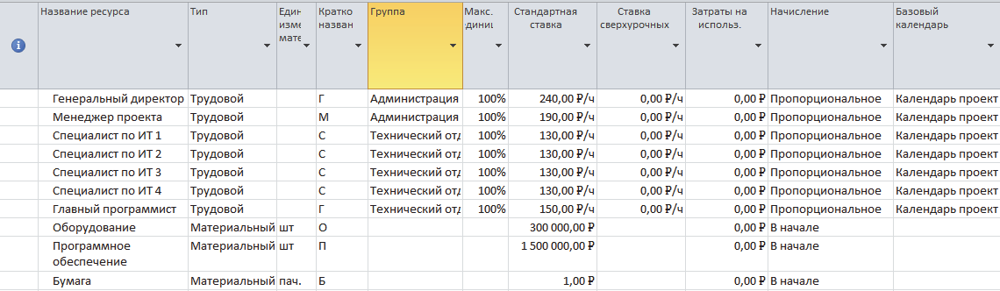 Название ресурса Тип Един изме мате Кратко назван Группа Макс. едини Стандартная ставка Ставка сверхурочных Затраты на использ. Начисление Базовый календарь
Генеральный директор Трудовой Г Администрация 100% 240,00 ₽/ч 0,00 ₽/ч 0,00 ₽ Пропорциональное Календарь проект
Менеджер проекта Трудовой М Администрация 100% 190,00 ₽/ч 0,00 ₽/ч 0,00 ₽ Пропорциональное Календарь проект
Специалист по ИТ 1 Трудовой С Технический отд 100% 130,00 ₽/ч 0,00 ₽/ч 0,00 ₽ Пропорциональное Календарь проект
Специалист по ИТ 2 Трудовой С Технический отд 100% 130,00 ₽/ч 0,00 ₽/ч 0,00 ₽ Пропорциональное Календарь проект
Специалист по ИТ 3 Трудовой С Технический отд 100% 130,00 ₽/ч 0,00 ₽/ч 0,00 ₽ Пропорциональное Календарь проект
Специалист по ИТ 4 Трудовой С Технический отд 100% 130,00 ₽/ч 0,00 ₽/ч 0,00 ₽ Пропорциональное Календарь проект
Главный программист Трудовой Г Технический отд 100% 150,00 ₽/ч 0,00 ₽/ч 0,00 ₽ Пропорциональное Календарь проект
Оборудование Материальный шт О 300 000,00 ₽ 0,00 ₽ В начале
Программное обеспечение Материальный шт П 1 500 000,00 ₽ 0,00 ₽ В начале
Бумага Материальный пач. Б 1,00 ₽ 0,00 ₽ В начале